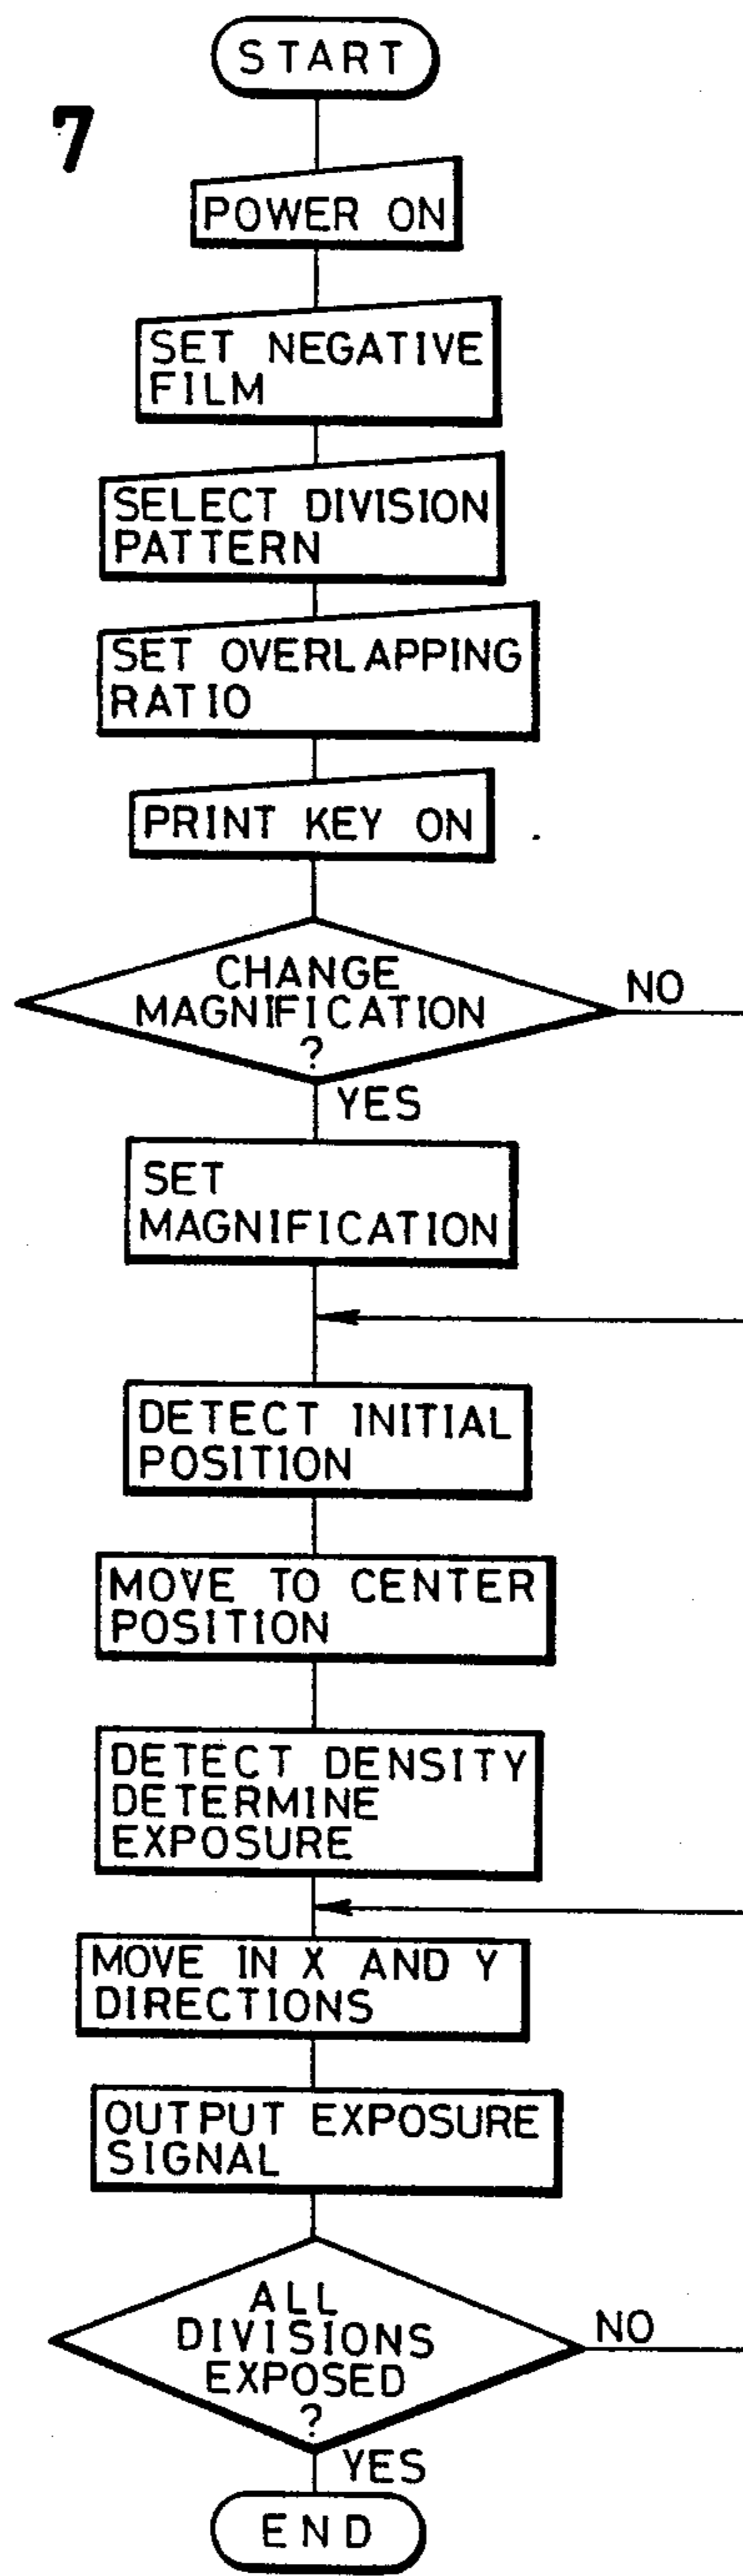 START
7
POWER ON
SET NEGATIVE
FILM
SELECT DIVISION
PATTERN
SET OVERLAPPING
RATIO
PRINT KEY ON
CHANGE
MAGNIFICATION
?
NO
YES
SET
MAGNIFICATION
DETECT INITIAL
POSITION
MOVE TO CENTER
POSITION
DETECT DENSITY
DETERMINE
EXPOSURE
MOVE IN X AND Y
DIRECTIONS
OUTPUT EXPOSURE
SIGNAL
ALL
DIVISIONS
EXPOSED
?
NO
YES
END